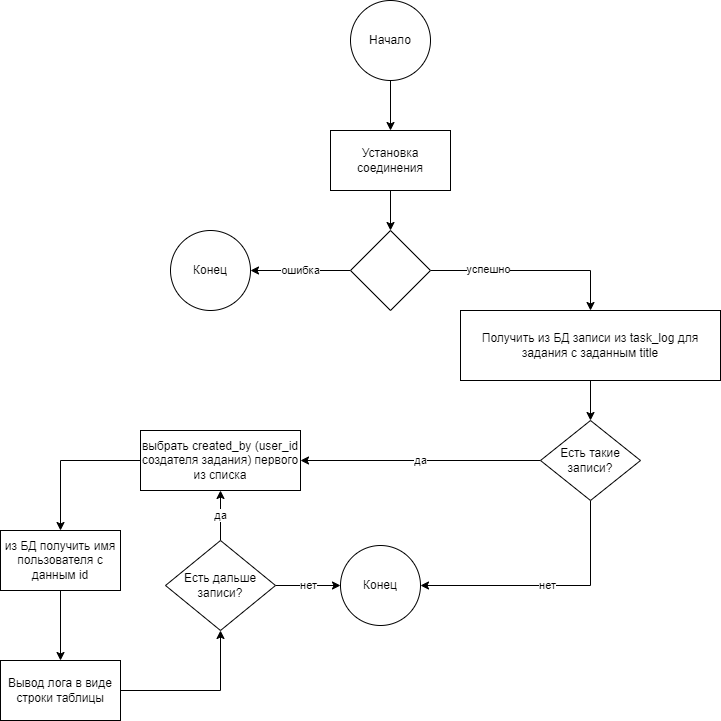 Начало
Установка
соединения
Конец
ошибка
успешно
Получить из БД записи из task_log для
задания с заданным title
Есть такие
записи?
да
выбрать created_by (user_id
создателя задания) первого
из списка
да
из БД получить имя
пользователя с
данным id
Есть дальше
записи?
нет
Конец
нет
Вывод лога в виде
строки таблицы